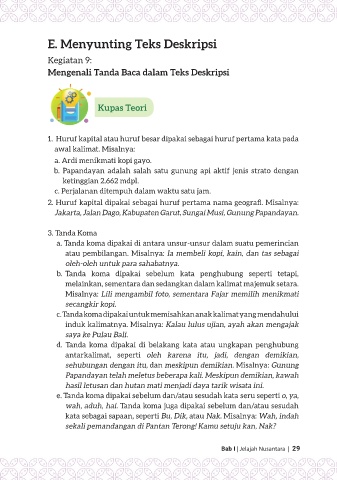 E. Menyunting Teks Deskripsi
Kegiatan 9:
Mengenali Tanda Baca dalam Teks Deskripsi
Kupas Teori
1. Huruf kapital atau huruf besar dipakai sebagai huruf pertama kata pada
awal kalimat. Misalnya:
a. Ardi menikmati kopi gayo.
b. Papandayan adalah salah satu gunung api aktif jenis strato dengan
ketinggian 2.662 mdpl.
c. Perjalanan ditempuh dalam waktu satu jam.
2. Huruf kapital dipakai sebagai huruf pertama nama geografi. Misalnya:
Jakarta, Jalan Dago, Kabupaten Garut, Sungai Musi, Gunung Papandayan.
3. Tanda Koma
a. Tanda koma dipakai di antara unsur-unsur dalam suatu pemerincian
atau pembilangan. Misalnya: Ia membeli kopi, kain, dan tas sebagai
oleh-oleh untuk para sahabatnya.
b. Tanda koma dipakai sebelum kata penghubung seperti tetapi,
melainkan, sementara dan sedangkan dalam kalimat majemuk setara.
Misalnya: Lili mengambil foto, sementara Fajar memilih menikmati
secangkir kopi.
c. Tanda koma dipakai untuk memisahkan anak kalimat yang mendahului
induk kalimatnya. Misalnya: Kalau lulus ujian, ayah akan mengajak
saya ke Pulau Bali.
d. Tanda koma dipakai di belakang kata atau ungkapan penghubung
antarkalimat, seperti oleh karena itu, jadi, dengan demikian,
sehubungan dengan itu, dan meskipun demikian. Misalnya: Gunung
Papandayan telah meletus beberapa kali. Meskipun demikian, kawah
hasil letusan dan hutan mati menjadi daya tarik wisata ini.
e. Tanda koma dipakai sebelum dan/atau sesudah kata seru seperti o, ya,
wah, aduh, hai. Tanda koma juga dipakai sebelum dan/atau sesudah
kata sebagai sapaan, seperti Bu, Dik, atau Nak. Misalnya: Wah, indah
sekali pemandangan di Pantan Terong! Kamu setuju kan, Nak?
Bab I | Jelajah Nusantara | 29